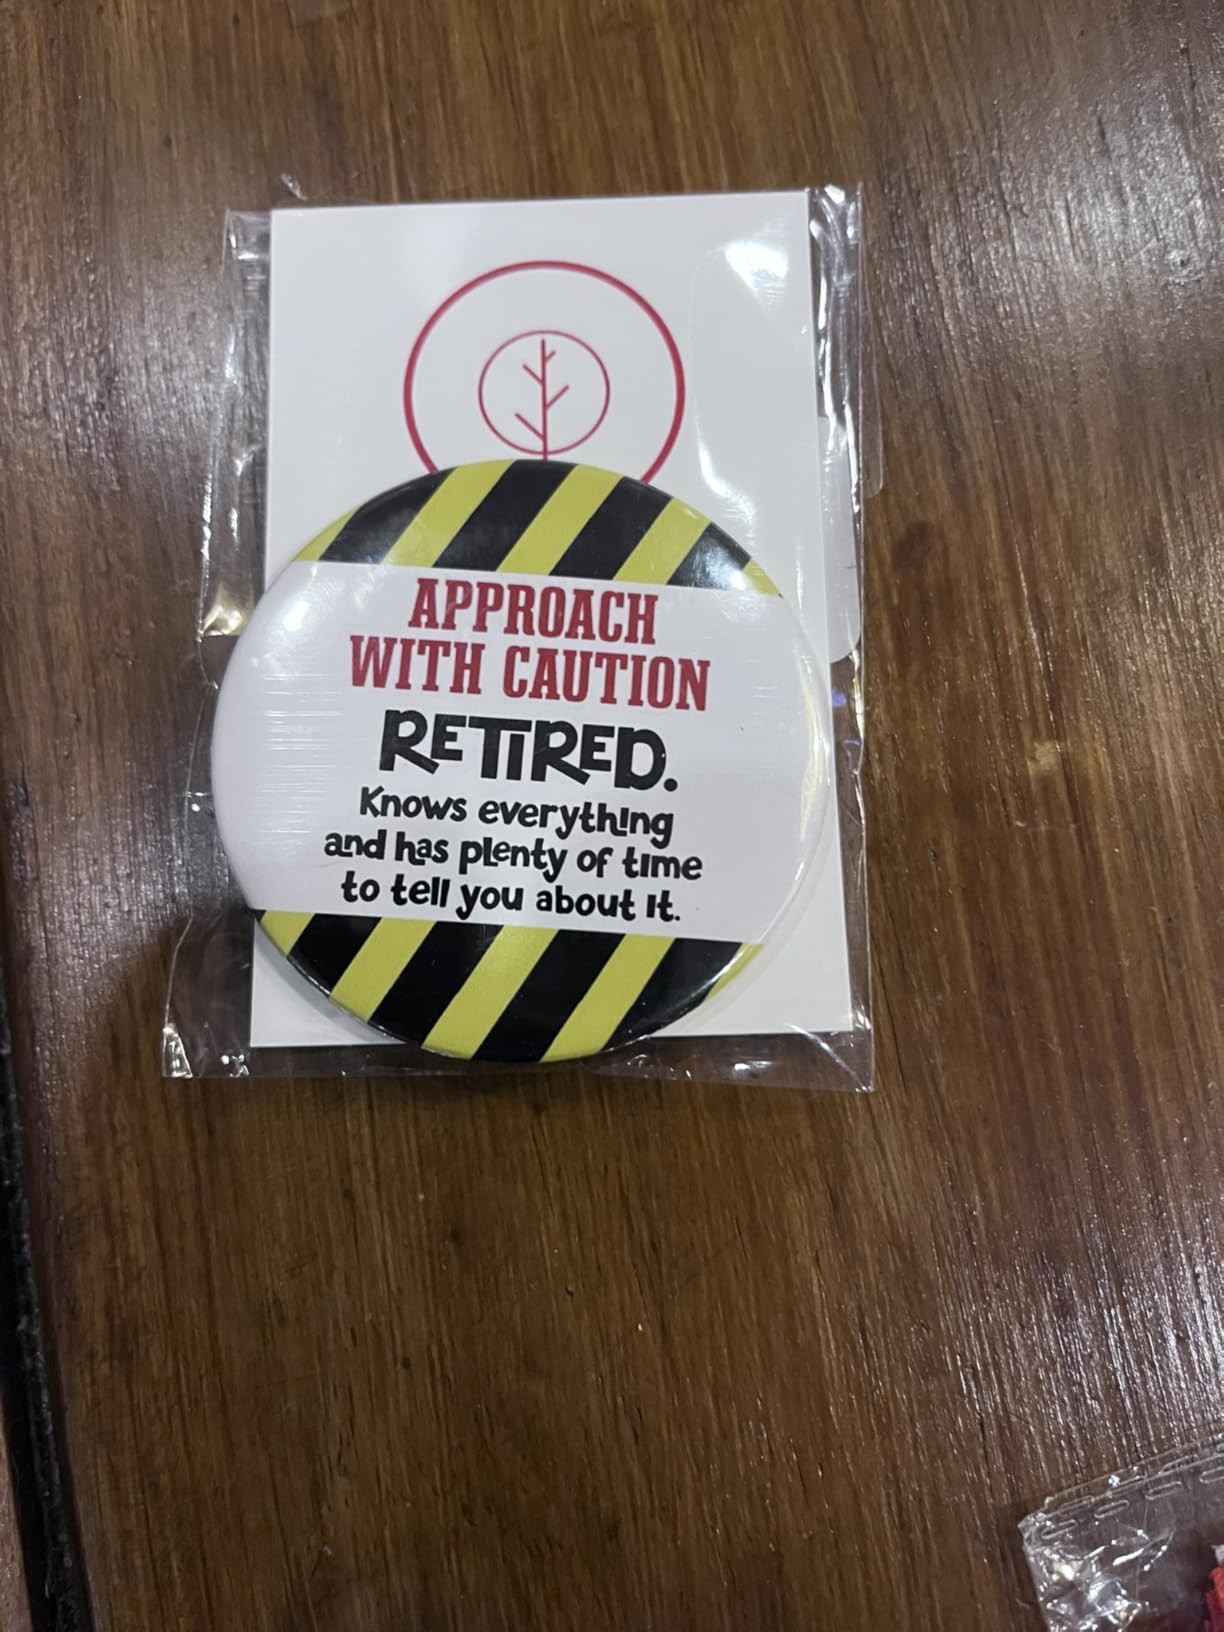 APPROACH
WITH CAUTION
RETIRED.
Knows everything
and has plenty of time
to tell you about it.